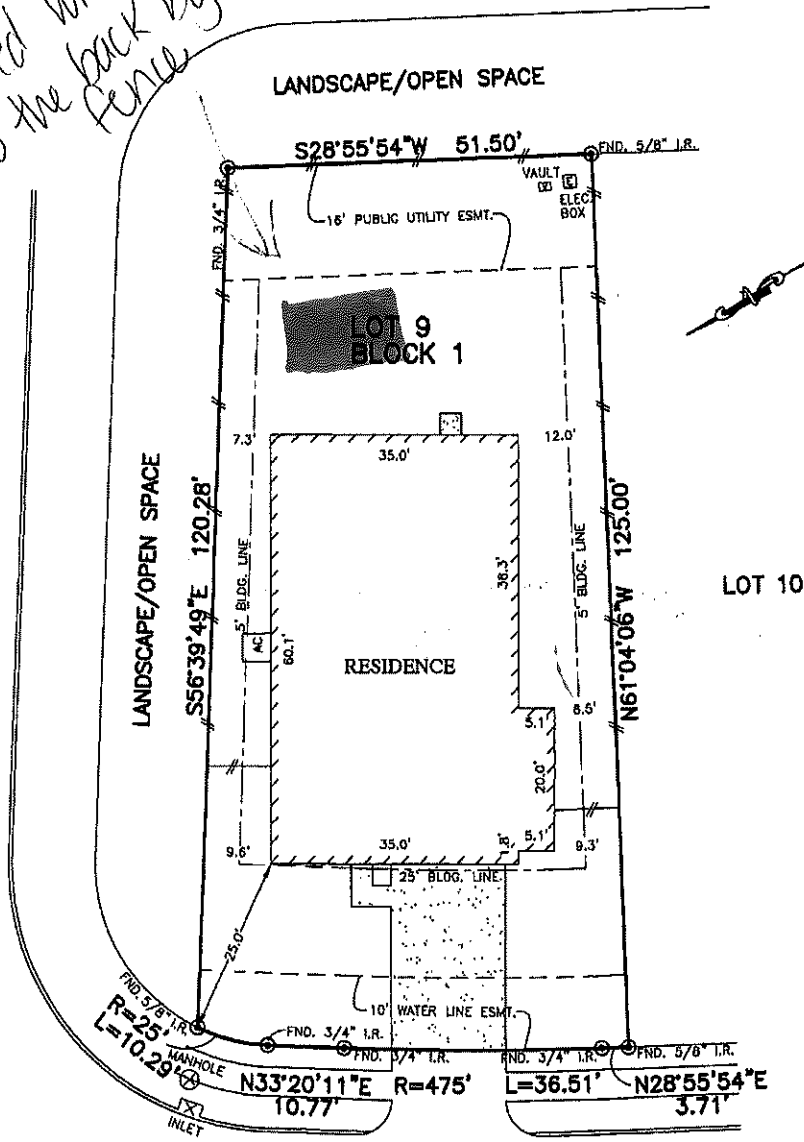 the back by
fence
LANDSCAPE/OPEN SPACE
S28°55'54"W 51.50'
FND. 5/8" I.R.
FND. 3/4" I.R.
VAULT
E
ELEC.
BOX
16' PUBLIC UTILITY ESMT.
LOT 9
BLOCK 1
7.3'
35.0'
12.0'
LANDSCAPE/OPEN SPACE
S56°39'49"E 120.28'
5' BLDG. LINE
AC
60.1'
RESIDENCE
38.3'
5' BLDG. LINE
N61°04'06"W 125.00'
LOT 10
5.1'
8.5'
20.0'
5.1'
1.8'
9.6'
35.0'
9.3'
25' BLDG. LINE
25.0'
10' WATER LINE ESMT.
FND. 5/8" I.R.
R=25'
L=10.29'
FND. 3/4" I.R.
FND. 3/4" I.R.
FND. 3/4" I.R.
FND. 5/8" I.R.
MANHOLE
INLET
N33°20'11"E
10.77'
R=475' L=36.51'
N28°55'54"E
3.71'